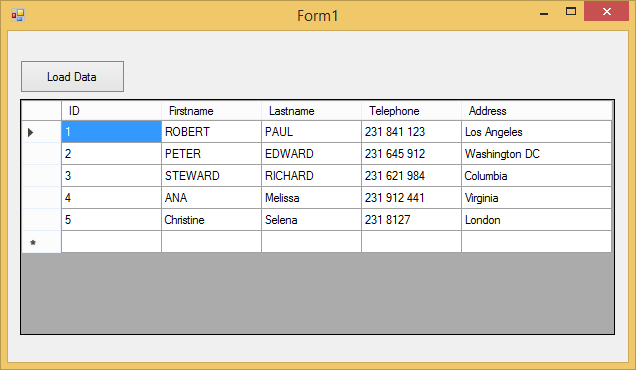 Form1
Load Data
ID Firstname Lastname Telephone Address
1 ROBERT PAUL 231 841 123 Los Angeles
2 PETER EDWARD 231 645 912 Washington DC
3 STEWARD RICHARD 231 621 984 Columbia
4 ANA Melissa 231 912 441 Virginia
5 Christine Selena 231 8127 London
*